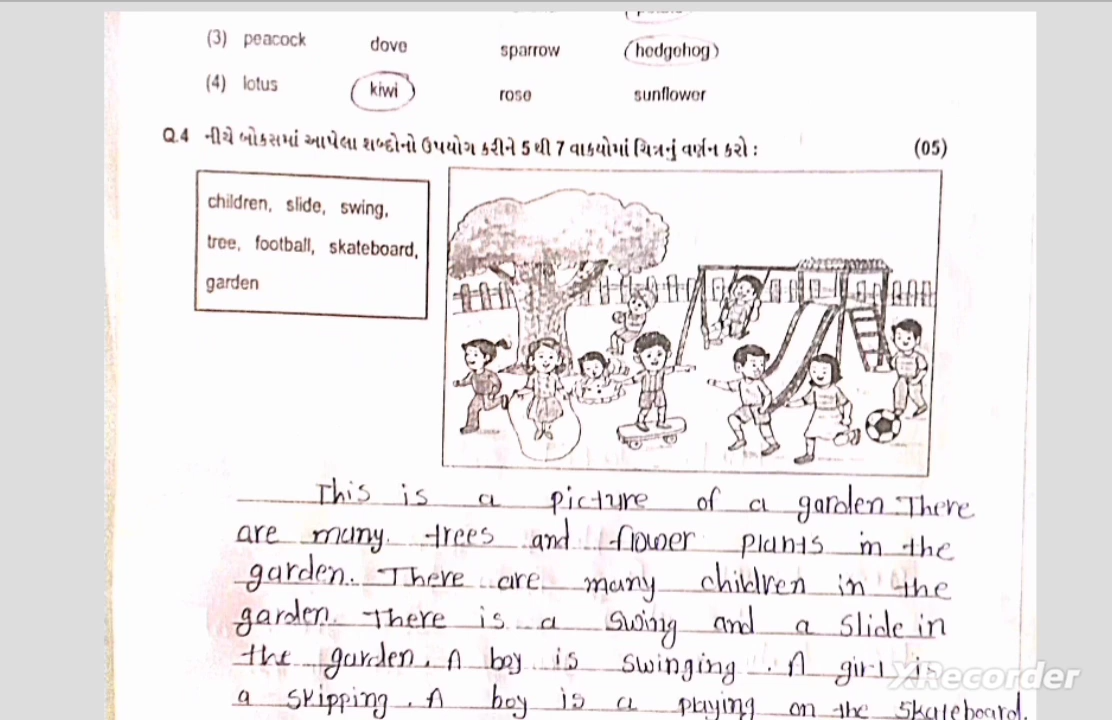 (3) peacock dove sparrow (hedgehog)
(4) lotus kiwi rose sunflower
Q.4 નીચે બોક્સમાં આપેલા શબ્દોનો ઉપયોગ કરીને 5 થી 7 વાક્યોમાં ચિત્રનું વર્ણન કરો : (05)
children, slide, swing,
tree, football, skateboard,
garden
This is a picture of a garden. There
are many trees and flower plants in the
garden. There are many children in the
garden. There is a swing and a slide in
the garden. A boy is swinging. A girl is
a skipping. A boy is a playing on the skateboard.
XRecorder